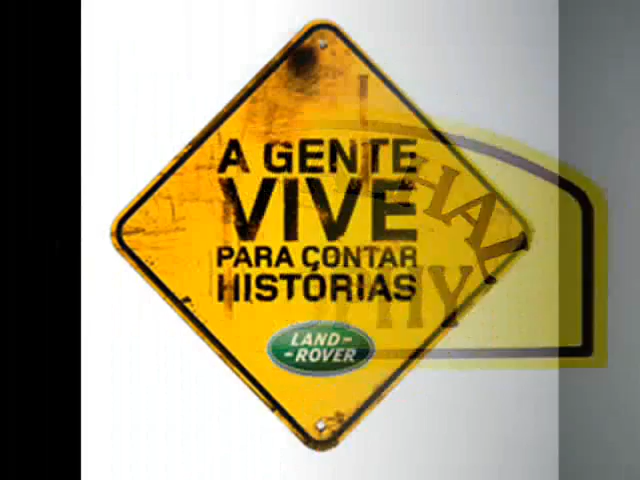 A GENTE
VIVE
PARA CONTAR
HISTÓRIAS
LAND-
-ROVER